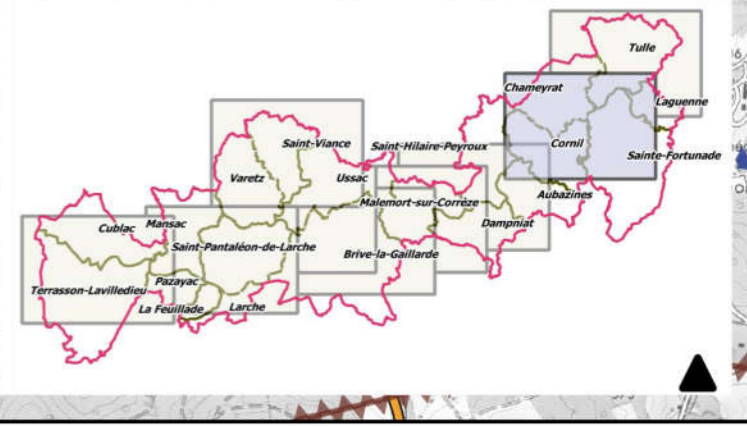 Tulle
Chameyrat
Laguenne
Saint-Viance
Saint-Hilaire-Peyroux
Cornil
Sainte-Fortunade
Varetz
Ussac
Aubazines
Malemort-sur-Corrèze
Cublac
Mansac
Dampniat
Saint-Pantaléon-de-Larche
Brive-la-Gaillarde
Pazayac
Terrasson-Lavilledieu
La Feuillade
Larche